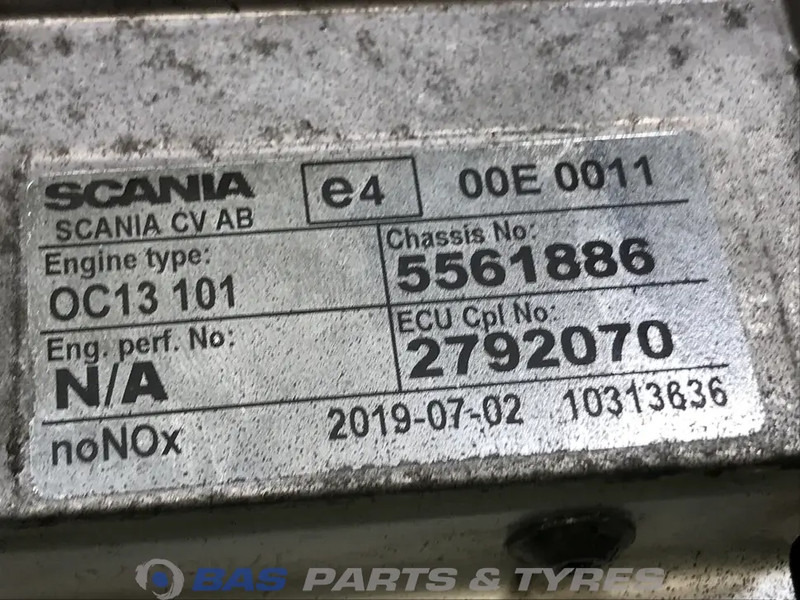 SCANIA e4 00E 0011
SCANIA CV AB
Engine type: Chassis No:
OC13 101 5561886
Eng. perf. No: ECU Cpl No:
N/A 2792070
noNOx 2019-07-02 10313636
BAS PARTS & TYRES